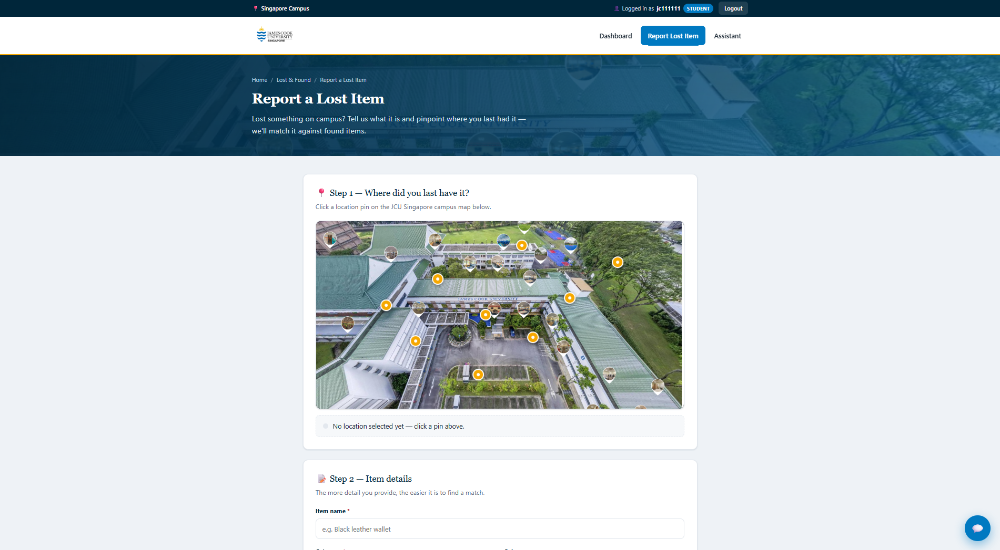 Singapore Campus
Logged in as jc111111 STUDENT Logout
JAMES COOK
UNIVERSITY
SINGAPORE
Dashboard Report Lost Item Assistant
Home / Lost & Found / Report a Lost Item
Report a Lost Item
Lost something on campus? Tell us what it is and pinpoint where you last had it —
we'll match it against found items.
Step 1 — Where did you last have it?
Click a location pin on the JCU Singapore campus map below.
JAMES COOK UNIVERSITY
No location selected yet — click a pin above.
Step 2 — Item details
The more detail you provide, the easier it is to find a match.
Item name *
e.g. Black leather wallet